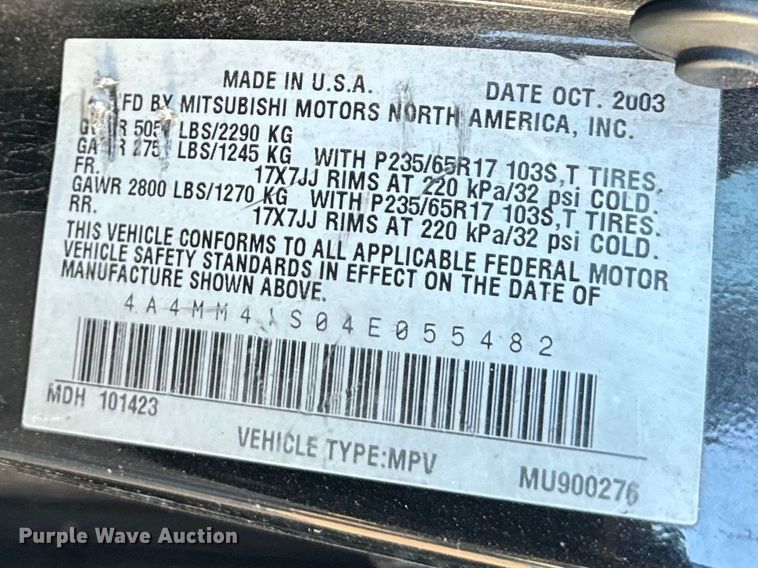 MADE IN U.S.A. DATE OCT. 2003
MFD BY MITSUBISHI MOTORS NORTH AMERICA, INC.
LBS/2290 KG
LBS/1245 KG WITH P235/65R17 103S,T TIRES,
FR. 17X7JJ RIMS AT 220 kPa/32 psi COLD.
GAWR 2800 LBS/1270 KG WITH P235/65R17 103S,T TIRES,
RR. 17X7JJ RIMS AT 220 kPa/32 psi COLD.
THIS VEHICLE CONFORMS TO ALL APPLICABLE FEDERAL MOTOR
VEHICLE SAFETY STANDARDS IN EFFECT ON THE DATE OF
MANUFACTURE SHOWN ABOVE.
4A4MM41S04E055482
MDH 101423
VEHICLE TYPE:MPV MU900276
Purple Wave Auction